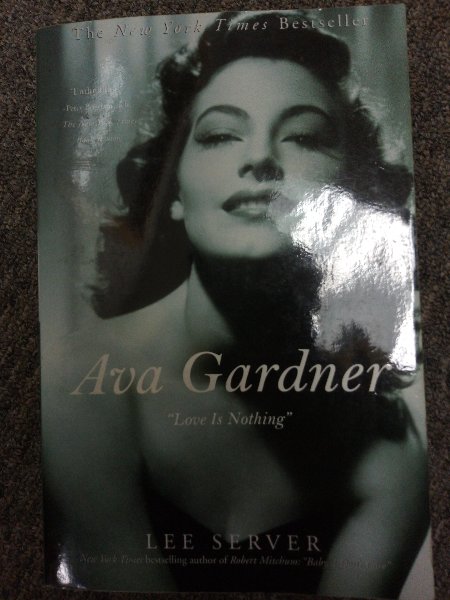 The New York Times Bestseller
Ava Gardner
"Love Is Nothing"
LEE SERVER
New York Times bestselling author of Robert Mitchum: "Baby